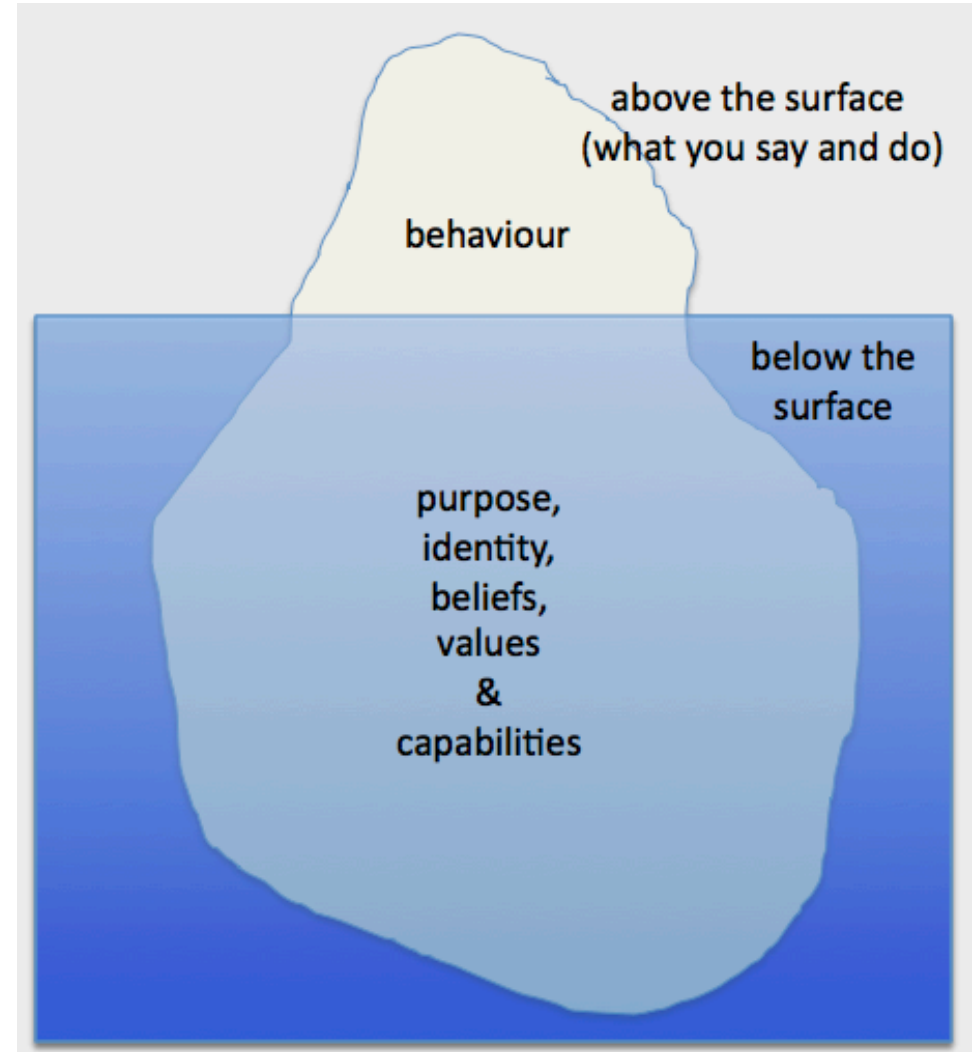 above the surface
(what you say and do)
behaviour
below the
surface
purpose,
identity,
beliefs,
values
&
capabilities